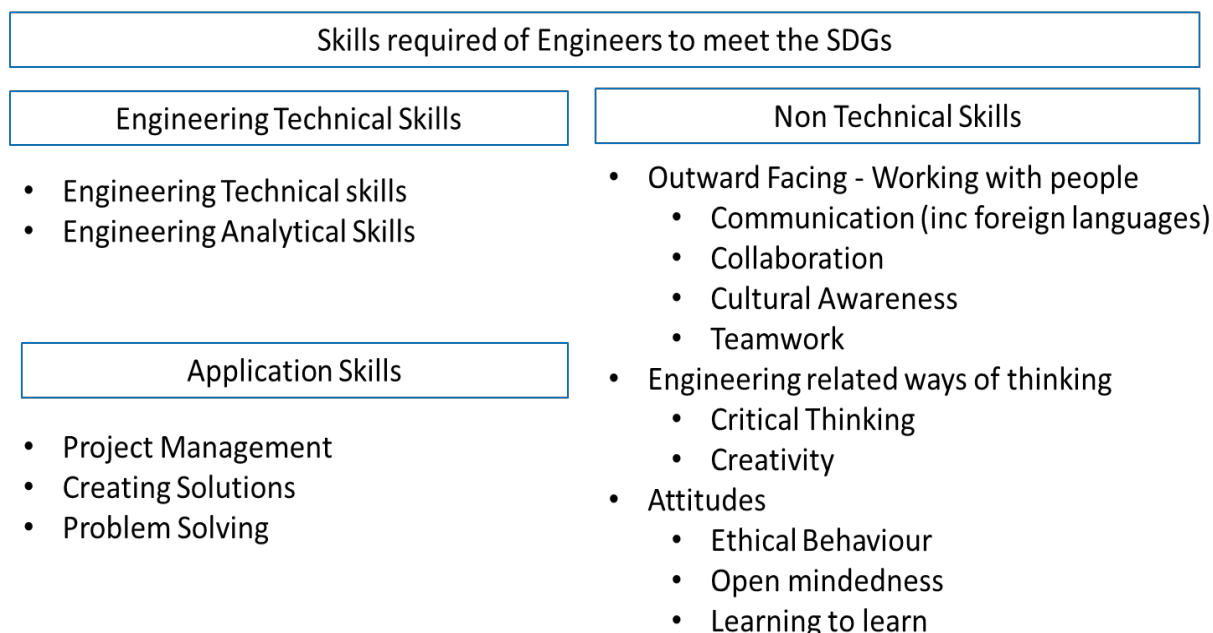 Skills required of Engineers to meet the SDGs
Engineering Technical Skills
• Engineering Technical skills
• Engineering Analytical Skills
Application Skills
• Project Management
• Creating Solutions
• Problem Solving
Non Technical Skills
• Outward Facing - Working with people
• Communication (inc foreign languages)
• Collaboration
• Cultural Awareness
• Teamwork
• Engineering related ways of thinking
• Critical Thinking
• Creativity
• Attitudes
• Ethical Behaviour
• Open mindedness
• Learning to learn